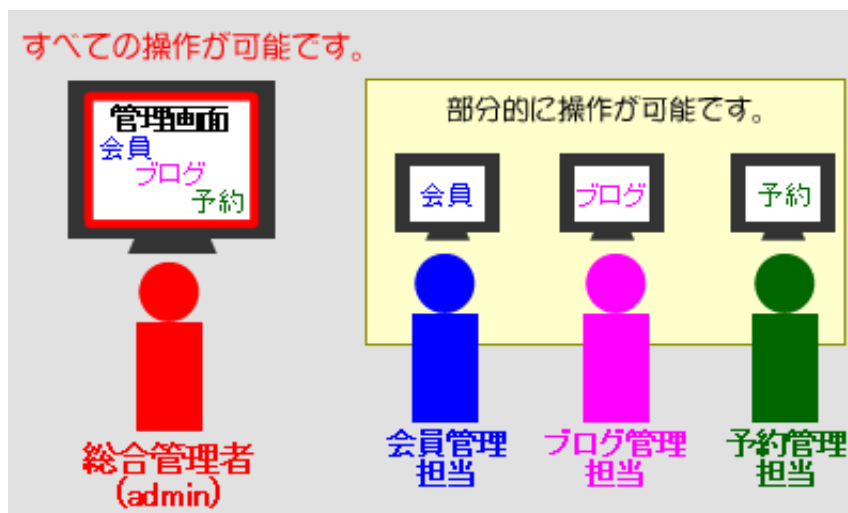 すべての操作が可能です。
管理画面
会員
ブログ
予約
総合管理者
(admin)
部分的に操作が可能です。
会員
ブログ
予約
会員管理
担当
ブログ管理
担当
予約管理
担当